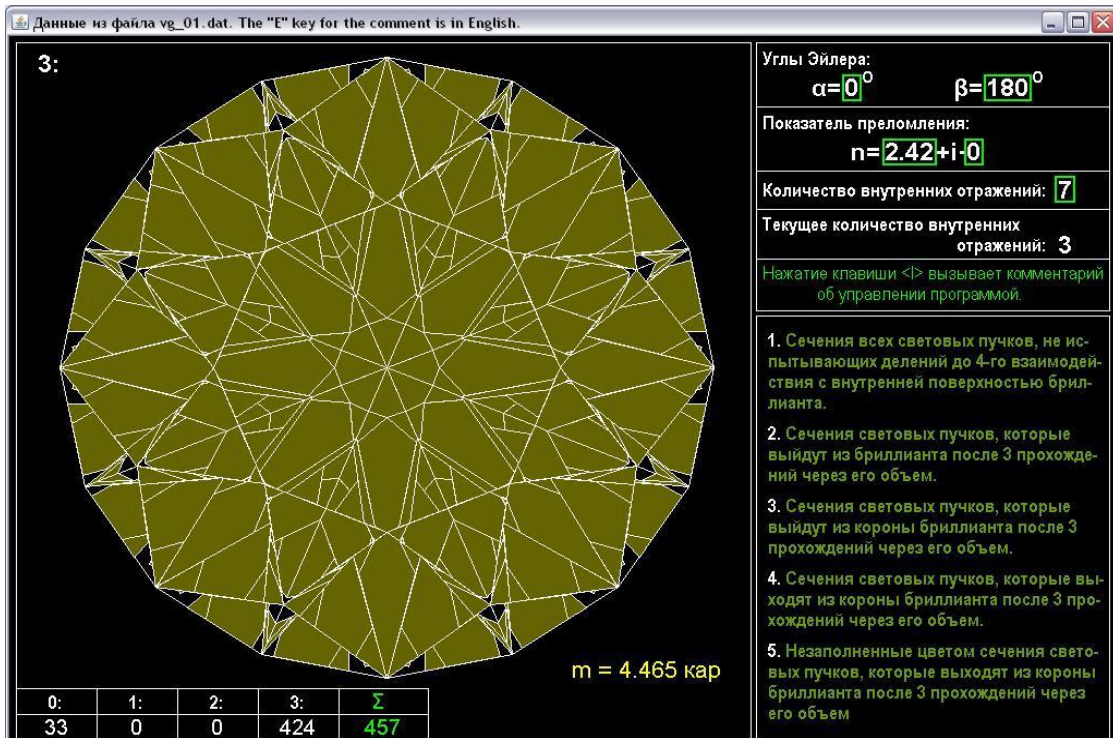 Данные из файла vg_01.dat. The "E" key for the comment is in English.
3:
m = 4.465 кар
0: 1: 2: 3: Σ
33 0 0 424 457
Углы Эйлера:
α=0° β=180°
Показатель преломления:
n=2.42+i·0
Количество внутренних отражений: 7
Текущее количество внутренних
отражений: 3
Нажатие клавиши <I> вызывает комментарий
об управлении программой.
1. Сечения всех световых пучков, не ис-
пытывающих делений до 4-го взаимодей-
ствия с внутренней поверхностью брил-
лианта.
2. Сечения световых пучков, которые
выйдут из бриллианта после 3 прохожде-
ний через его объем.
3. Сечения световых пучков, которые
выйдут из короны бриллианта после 3
прохождений через его объем.
4. Сечения световых пучков, которые вы-
ходят из короны бриллианта после 3 про-
хождений через его объем.
5. Незаполненные цветом сечения свето-
вых пучков, которые выходят из короны
бриллианта после 3 прохождений через
его объем